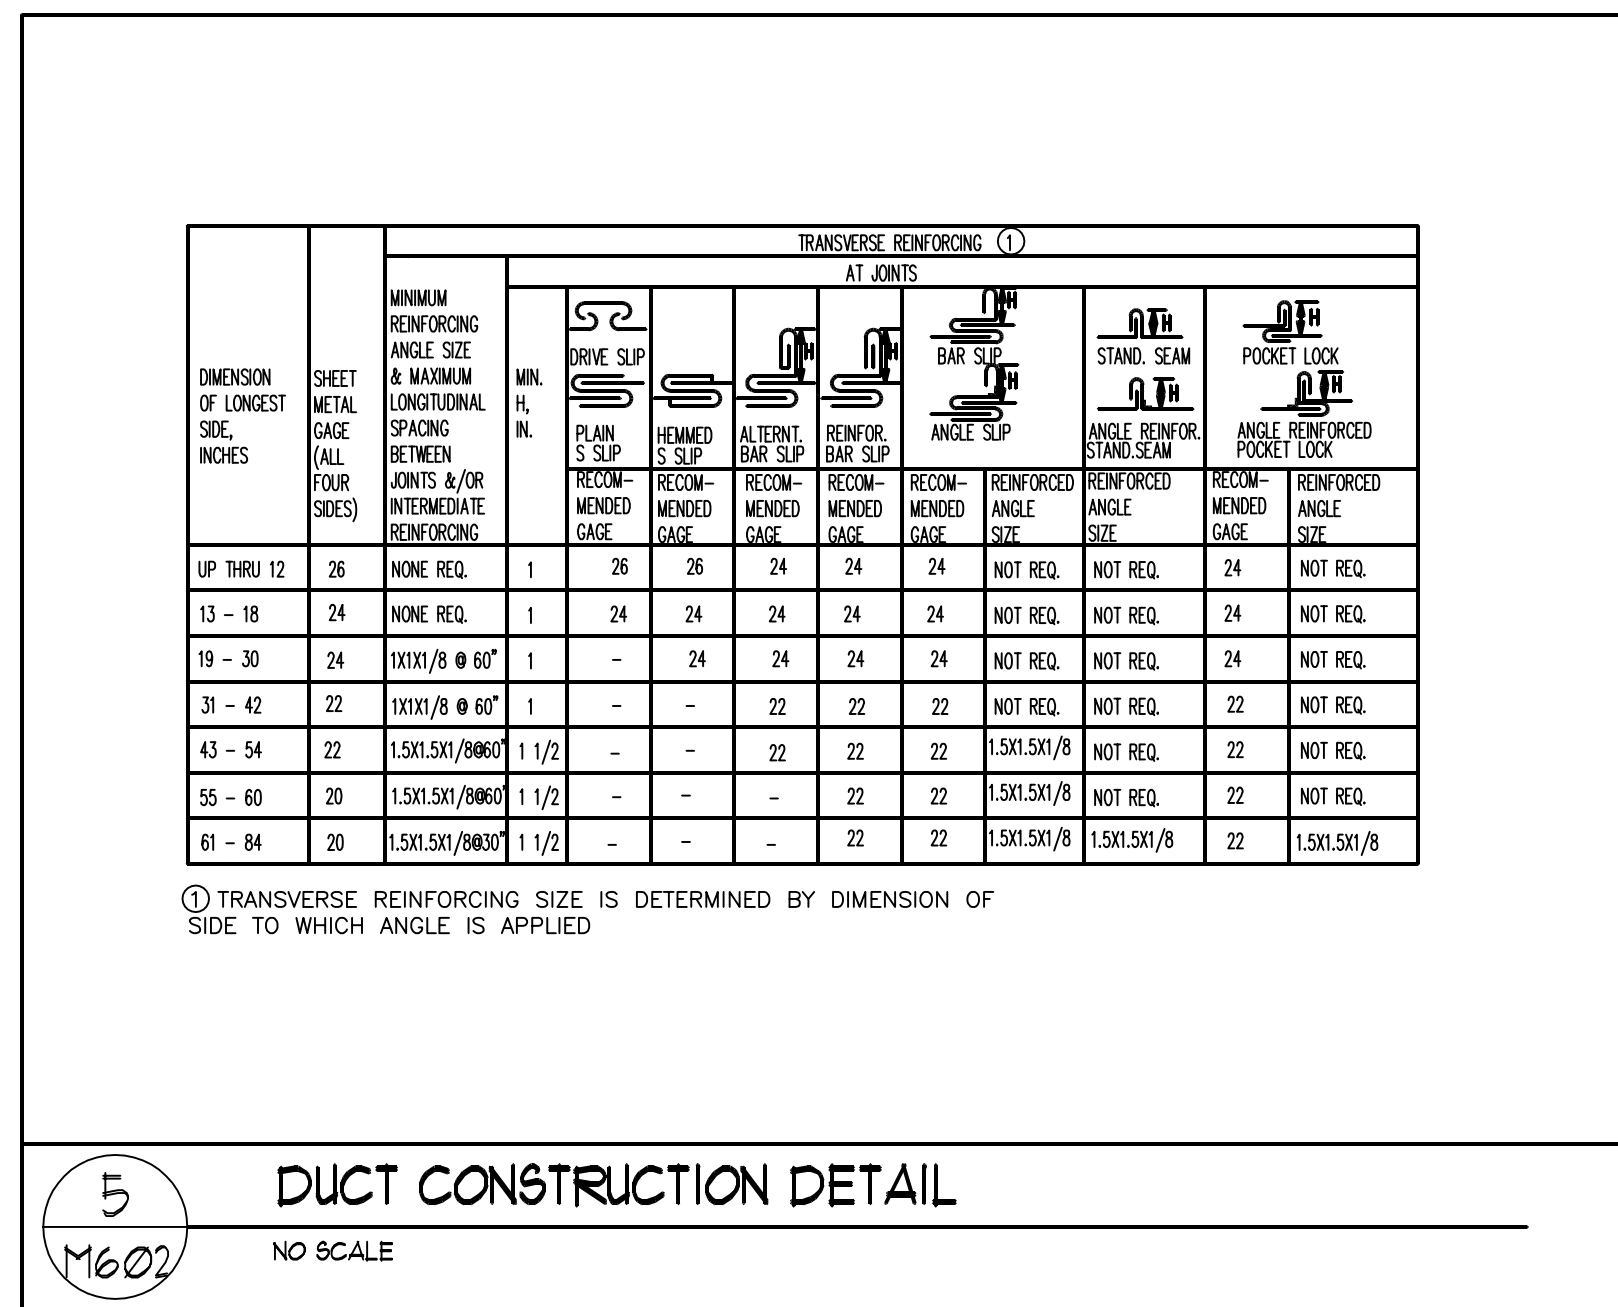 TRANSVERSE REINFORCING ①
AT JOINTS
DIMENSION
OF LONGEST
SIDE,
INCHES
SHEET
METAL
GAGE
(ALL
FOUR
SIDES)
MINIMUM
REINFORCING
ANGLE SIZE
& MAXIMUM
LONGITUDINAL
SPACING
BETWEEN
JOINTS &/OR
INTERMEDIATE
REINFORCING
MIN.
H,
IN.
DRIVE SLIP
PLAIN
S SLIP
HEMMED
S SLIP
H
ALTERNT.
BAR SLIP
H
REINFOR.
BAR SLIP
H
BAR SLIP
H
ANGLE SLIP
H
STAND. SEAM
H
ANGLE REINFOR.
STAND.SEAM
H
POCKET LOCK
H
ANGLE REINFORCED
POCKET LOCK
RECOM-
MENDED
GAGE
RECOM-
MENDED
GAGE
RECOM-
MENDED
GAGE
RECOM-
MENDED
GAGE
RECOM-
MENDED
GAGE
REINFORCED
ANGLE
SIZE
REINFORCED
ANGLE
SIZE
RECOM-
MENDED
GAGE
REINFORCED
ANGLE
SIZE
UP THRU 12 26 NONE REQ. 1 26 26 24 24 24 NOT REQ. NOT REQ. 24 NOT REQ.
13 - 18 24 NONE REQ. 1 24 24 24 24 24 NOT REQ. NOT REQ. 24 NOT REQ.
19 - 30 24 1X1X1/8 @ 60" 1 - 24 24 24 24 NOT REQ. NOT REQ. 24 NOT REQ.
31 - 42 22 1X1X1/8 @ 60" 1 - - 22 22 22 NOT REQ. NOT REQ. 22 NOT REQ.
43 - 54 22 1.5X1.5X1/8@60" 1 1/2 - - 22 22 22 1.5X1.5X1/8 NOT REQ. 22 NOT REQ.
55 - 60 20 1.5X1.5X1/8@60" 1 1/2 - - - 22 22 1.5X1.5X1/8 NOT REQ. 22 NOT REQ.
61 - 84 20 1.5X1.5X1/8@30" 1 1/2 - - - 22 22 1.5X1.5X1/8 1.5X1.5X1/8 22 1.5X1.5X1/8
① TRANSVERSE REINFORCING SIZE IS DETERMINED BY DIMENSION OF
SIDE TO WHICH ANGLE IS APPLIED
5
M602
DUCT CONSTRUCTION DETAIL
NO SCALE